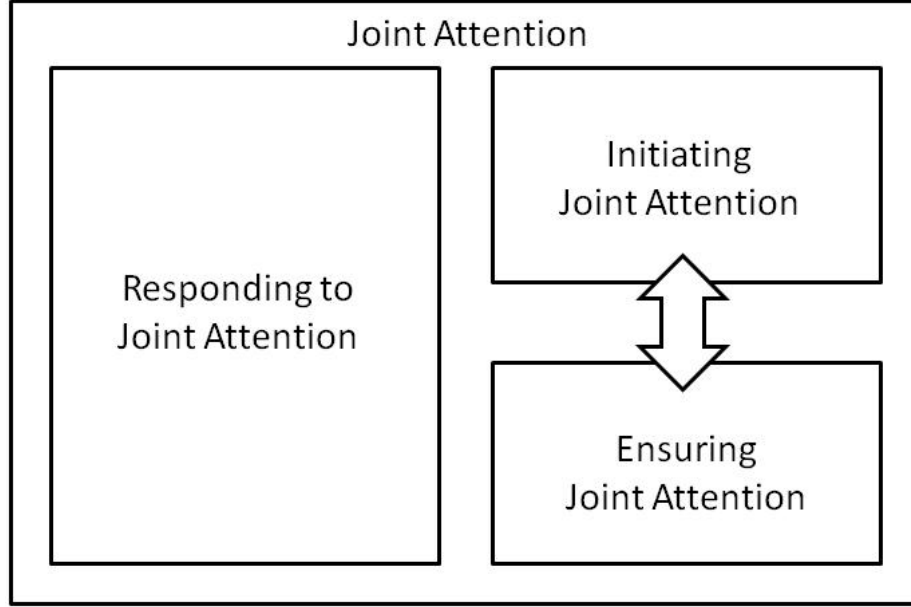 Joint Attention
Responding to
Joint Attention
Initiating
Joint Attention
Ensuring
Joint Attention